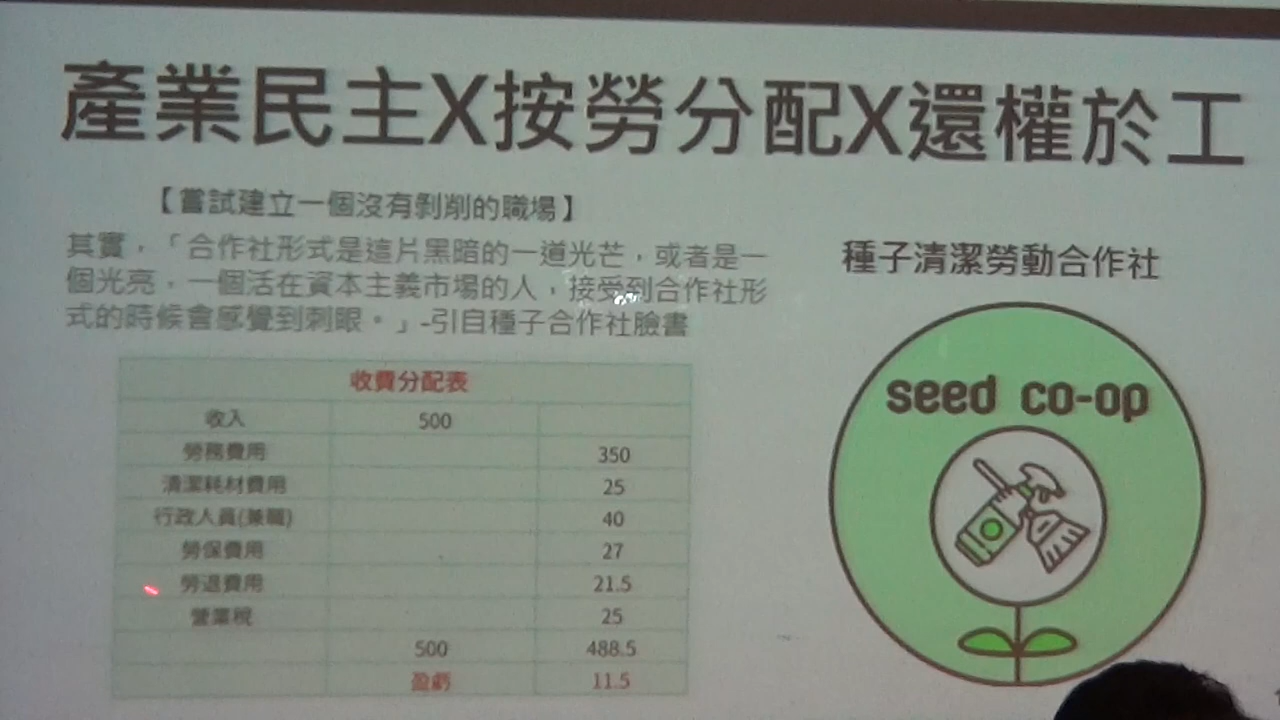 產業民主X按勞分配X還權於工
【嘗試建立一個沒有剝削的職場】
其實，「合作社形式是這片黑暗的一道光芒，或者是一
個光亮，一個活在資本主義市場的人，接受到合作社形
式的時候會感覺到刺眼。」-引自種子合作社臉書
種子清潔勞動合作社
seed co-op
收費分配表
收入 500
勞務費用 350
清潔耗材費用 25
行政人員(兼職) 40
勞保費用 27
勞退費用 21.5
營業稅 25
500 488.5
盈虧 11.5